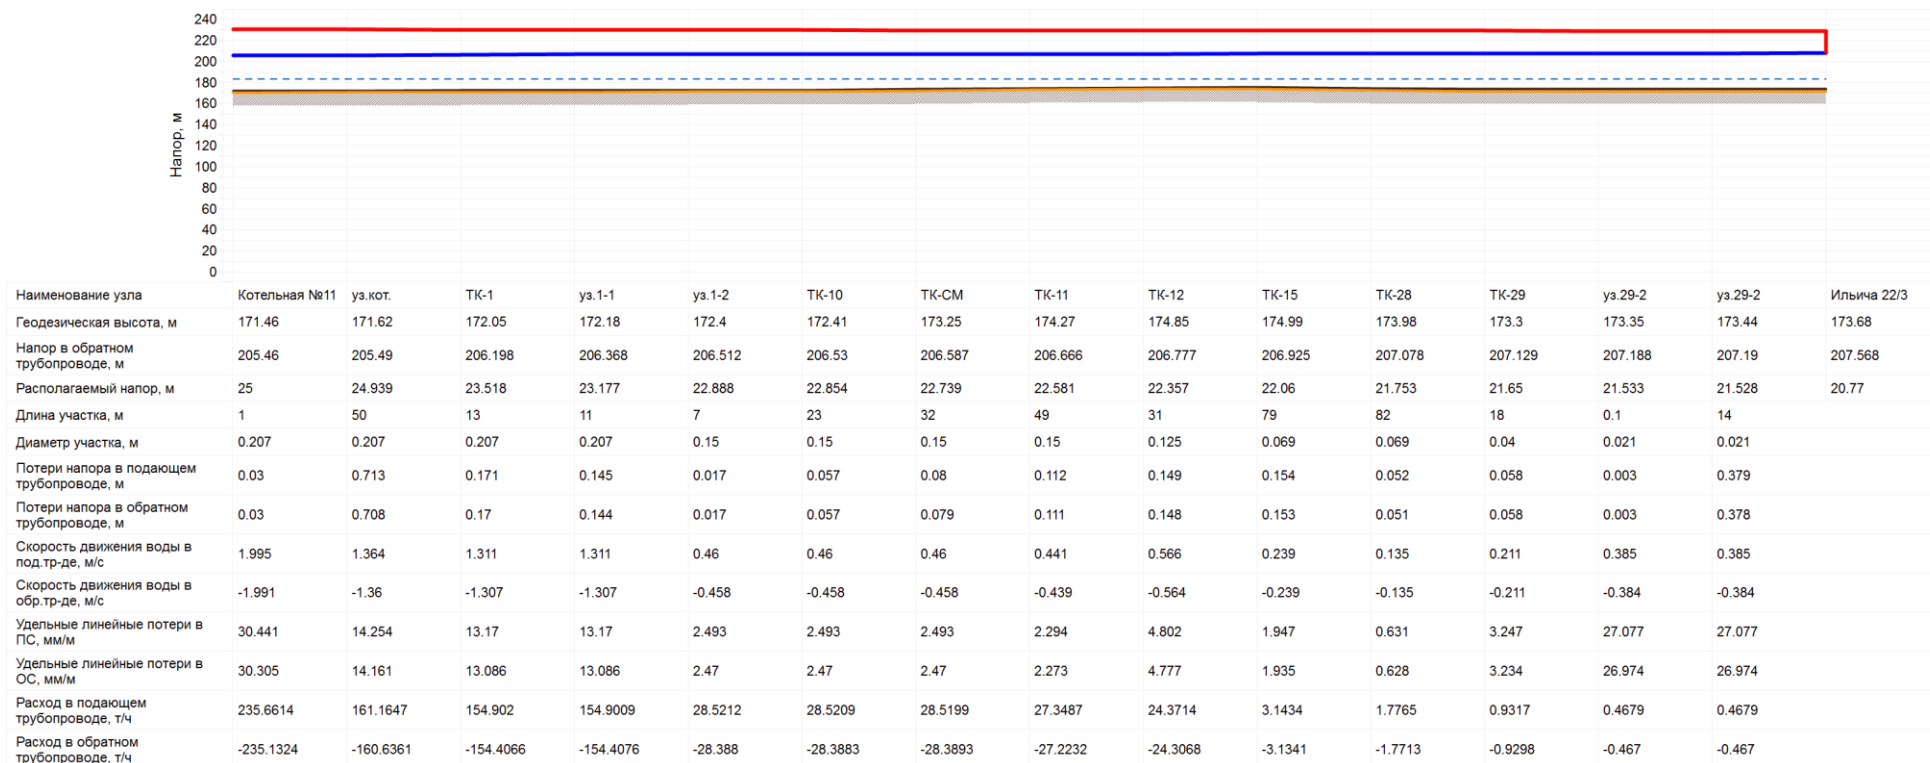 240
220
200
180
160
140
120
100
80
60
40
20
0
Напор, м
Наименование узла Котельная №11 уз.кот. ТК-1 уз.1-1 уз.1-2 ТК-10 ТК-СМ ТК-11 ТК-12 ТК-15 ТК-28 ТК-29 уз.29-2 уз.29-2 Ильича 22/3
Геодезическая высота, м 171.46 171.62 172.05 172.18 172.4 172.41 173.25 174.27 174.85 174.99 173.98 173.3 173.35 173.44 173.68
Напор в обратном
трубопроводе, м 205.46 205.49 206.198 206.368 206.512 206.53 206.587 206.666 206.777 206.925 207.078 207.129 207.188 207.19 207.568
Располагаемый напор, м 25 24.939 23.518 23.177 22.888 22.854 22.739 22.581 22.357 22.06 21.753 21.65 21.533 21.528 20.77
Длина участка, м 1 50 13 11 7 23 32 49 31 79 82 18 0.1 14
Диаметр участка, м 0.207 0.207 0.207 0.207 0.15 0.15 0.15 0.15 0.125 0.069 0.069 0.04 0.021 0.021
Потери напора в подающем
трубопроводе, м 0.03 0.713 0.171 0.145 0.017 0.057 0.08 0.112 0.149 0.154 0.052 0.058 0.003 0.379
Потери напора в обратном
трубопроводе, м 0.03 0.708 0.17 0.144 0.017 0.057 0.079 0.111 0.148 0.153 0.051 0.058 0.003 0.378
Скорость движения воды в
под.тр-де, м/с 1.995 1.364 1.311 1.311 0.46 0.46 0.46 0.441 0.566 0.239 0.135 0.211 0.385 0.385
Скорость движения воды в
обр.тр-де, м/с -1.991 -1.36 -1.307 -1.307 -0.458 -0.458 -0.458 -0.439 -0.564 -0.239 -0.135 -0.211 -0.384 -0.384
Удельные линейные потери в
ПС, мм/м 30.441 14.254 13.17 13.17 2.493 2.493 2.493 2.294 4.802 1.947 0.631 3.247 27.077 27.077
Удельные линейные потери в
ОС, мм/м 30.305 14.161 13.086 13.086 2.47 2.47 2.47 2.273 4.777 1.935 0.628 3.234 26.974 26.974
Расход в подающем
трубопроводе, т/ч 235.6614 161.1647 154.902 154.9009 28.5212 28.5209 28.5199 27.3487 24.3714 3.1434 1.7765 0.9317 0.4679 0.4679
Расход в обратном
трубопроводе, т/ч -235.1324 -160.6361 -154.4066 -154.4076 -28.388 -28.3883 -28.3893 -27.2232 -24.3068 -3.1341 -1.7713 -0.9298 -0.467 -0.467